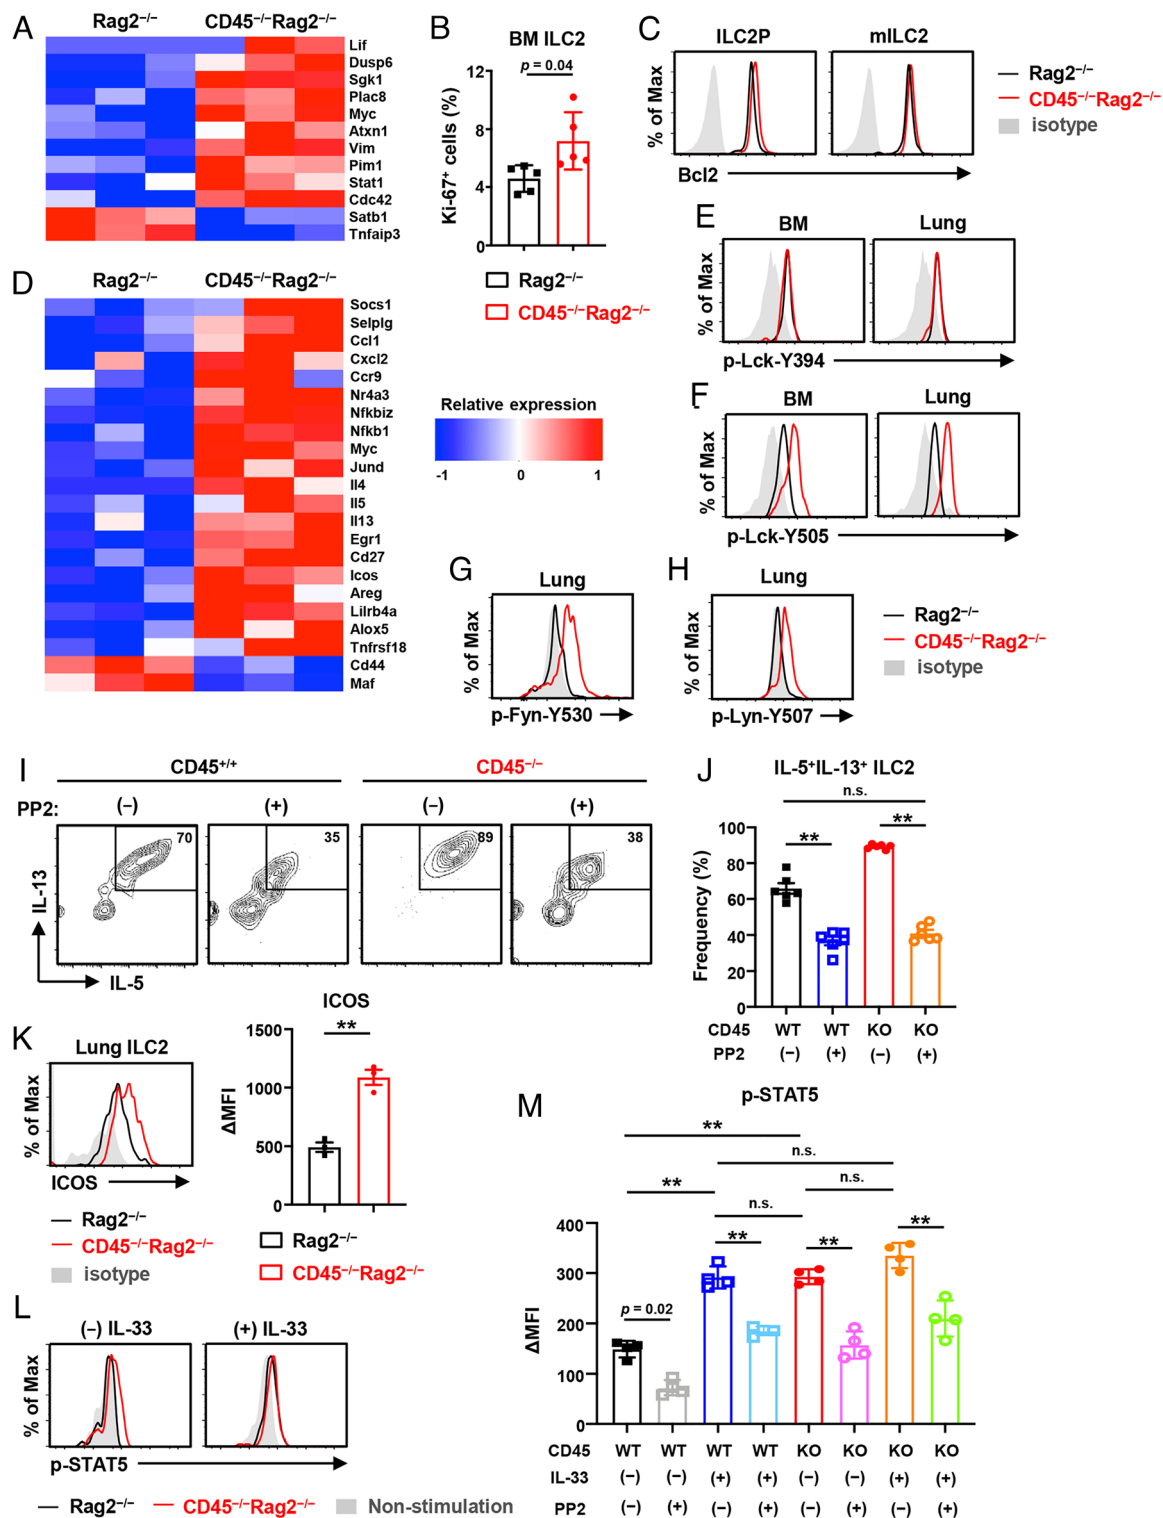 A
Rag2⁻/⁻ CD45⁻/⁻Rag2⁻/⁻
Lif
Dusp6
Sgk1
Plac8
Myc
Atxn1
Vim
Pim1
Stat1
Cdc42
Satb1
Tnfaip3
B
BM ILC2
p = 0.04
Ki-67⁺ cells (%)
12
8
4
0
Rag2⁻/⁻
CD45⁻/⁻Rag2⁻/⁻
C
ILC2P mILC2
% of Max
Bcl2
Rag2⁻/⁻
CD45⁻/⁻Rag2⁻/⁻
isotype
D
Rag2⁻/⁻ CD45⁻/⁻Rag2⁻/⁻
Socs1
Selplg
Ccl1
Cxcl2
Ccr9
Nr4a3
Nfkbiz
Nfkb1
Myc
Jund
Il4
Il5
Il13
Egr1
Cd27
Icos
Areg
Lilrb4a
Alox5
Tnfrsf18
Cd44
Maf
Relative expression
-1 0 1
E
BM Lung
% of Max
p-Lck-Y394
F
BM Lung
% of Max
p-Lck-Y505
G
Lung
% of Max
p-Fyn-Y530
H
Lung
% of Max
p-Lyn-Y507
Rag2⁻/⁻
CD45⁻/⁻Rag2⁻/⁻
isotype
I
CD45⁺/⁺ CD45⁻/⁻
PP2: (−) (+) (−) (+)
70 35 89 38
IL-13
IL-5
J
IL-5⁺IL-13⁺ ILC2
n.s.
** **
Frequency (%)
100
80
60
40
20
0
CD45 WT WT KO KO
PP2 (−) (+) (−) (+)
K
Lung ILC2
% of Max
ICOS
Rag2⁻/⁻
CD45⁻/⁻Rag2⁻/⁻
isotype
ICOS
**
ΔMFI
1500
1000
500
0
Rag2⁻/⁻
CD45⁻/⁻Rag2⁻/⁻
L
(−) IL-33 (+) IL-33
% of Max
p-STAT5
Rag2⁻/⁻ CD45⁻/⁻Rag2⁻/⁻ Non-stimulation
M
p-STAT5
**
n.s.
** n.s.
n.s.
** ** **
p = 0.02
ΔMFI
400
300
200
100
0
CD45 WT WT WT WT KO KO KO KO
IL-33 (−) (−) (+) (+) (−) (−) (+) (+)
PP2 (−) (+) (−) (+) (−) (+) (−) (+)